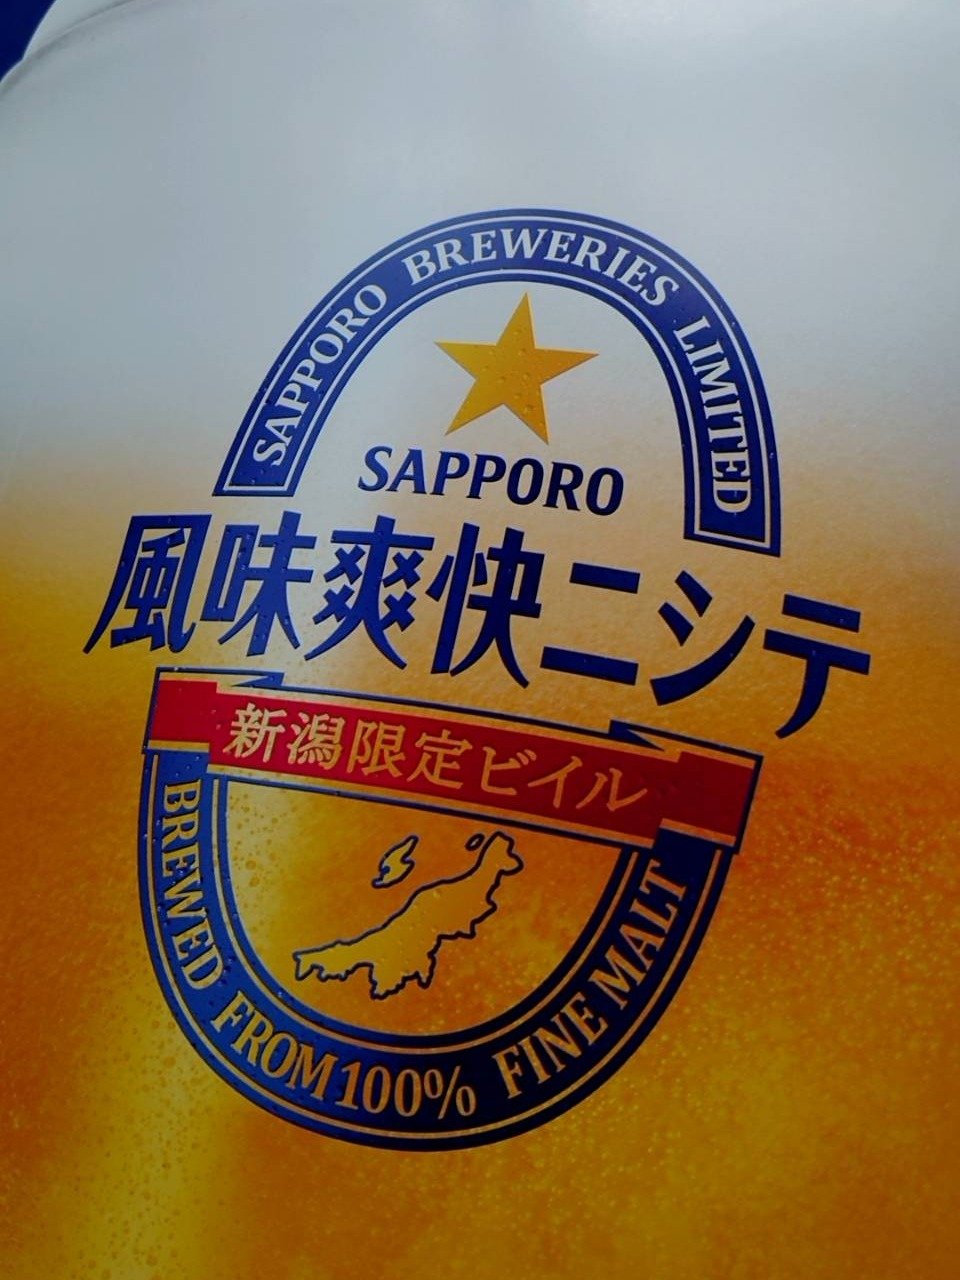 SAPPORO BREWERIES LIMITED
SAPPORO
風味爽快ニシテ
新潟限定ビイル
BREWED FROM 100% FINE MALT